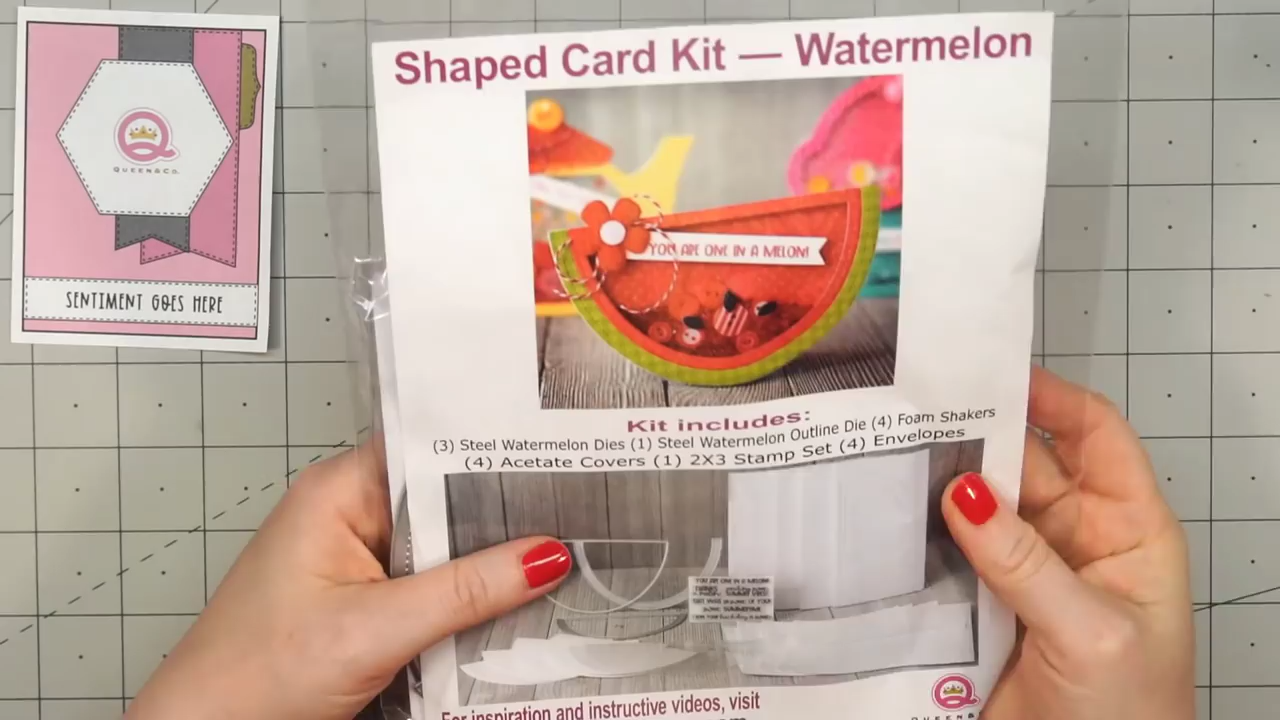 Q
QUEEN&CO.
SENTIMENT GOES HERE
Shaped Card Kit — Watermelon
YOU ARE ONE IN A MELON!
Kit includes:
(3) Steel Watermelon Dies (1) Steel Watermelon Outline Die (4) Foam Shakers
(4) Acetate Covers (1) 2X3 Stamp Set (4) Envelopes
YOU ARE ONE IN A MELON!
For inspiration and instructive videos, visit
Q
QUEEN&